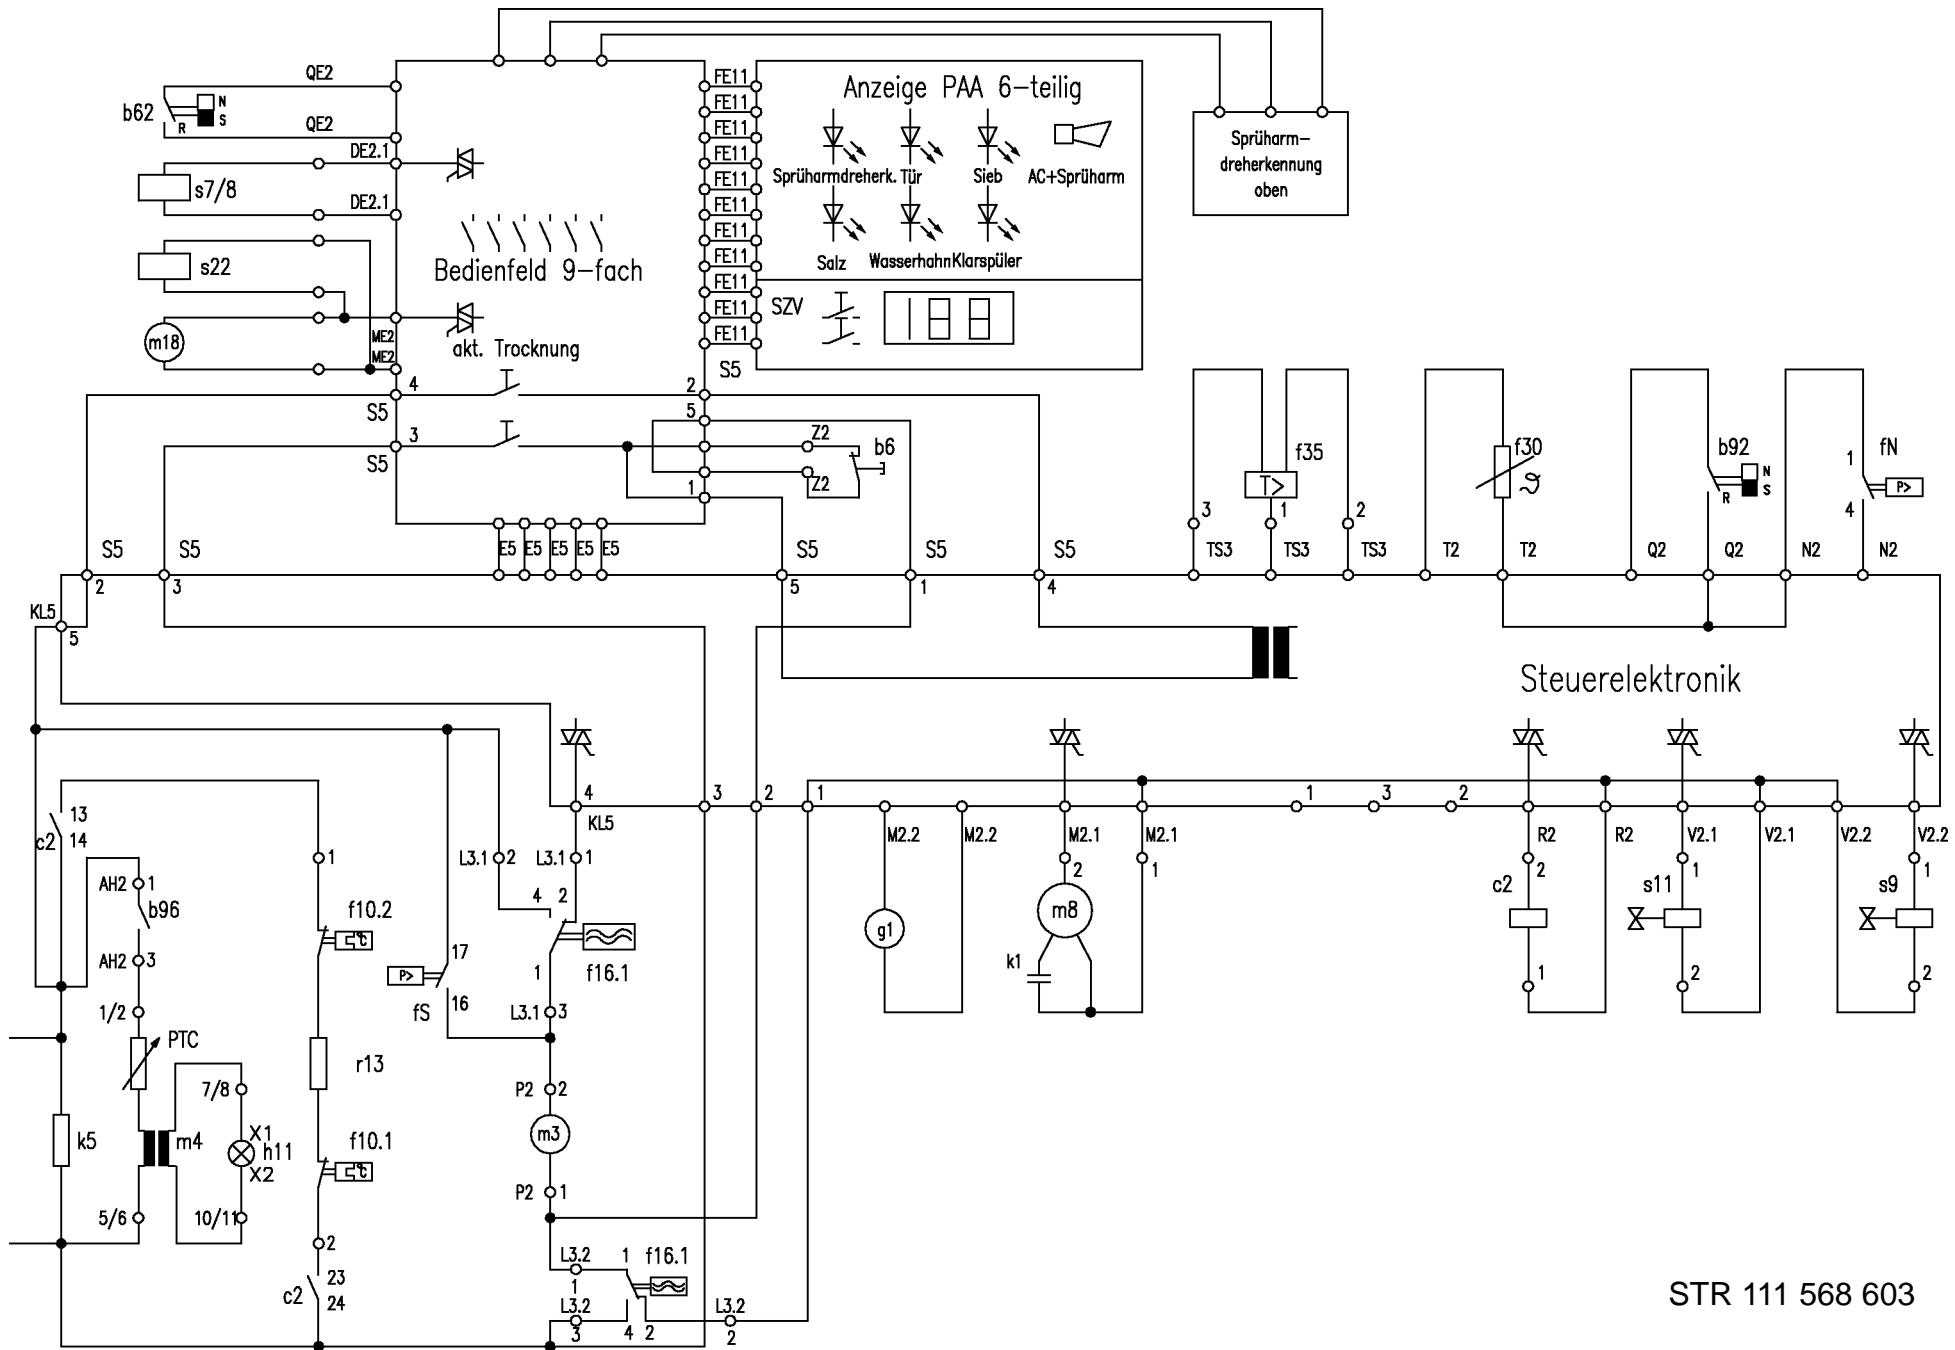 QE2
b62
N
S
R
QE2
DE2.1
s7/8
DE2.1
s22
m18
ME2
ME2
Bedienfeld 9-fach
akt. Trocknung
FE11
FE11
FE11
FE11
FE11
FE11
FE11
FE11
FE11
FE11
FE11
Anzeige PAA 6-teilig
Sprüharmdreherk. Tür
Sieb
AC+Sprüharm
Salz
Wasserhahn Klarspüler
SZV
Sprüharm-
dreherkennung
oben
S5
4
2
S5
5
3
S5
Z2
b6
Z2
1
f35
T>
3
1
2
f30
b92
N
S
R
fN
1
P>
4
S5
S5
E5
E5
E5
E5
E5
S5
S5
S5
TS3
TS3
TS3
T2
T2
Q2
Q2
N2
N2
2
3
5
1
4
KL5
5
Steuerelektronik
13
c2
14
4
KL5
3
2
1
1
3
2
M2.2
M2.2
M2.1
M2.1
R2
R2
V2.1
V2.1
V2.2
V2.2
1
L3.1
2
L3.1
1
2
1
2
1
1
AH2
1
b96
AH2
3
f10.2
°C
4
2
17
P>
16
fS
1
f16.1
L3.1
3
g1
m8
k1
c2
s11
s9
1
2
2
1/2
PTC
7/8
r13
k5
m4
X1
h11
X2
f10.1
°C
P2
2
m3
P2
1
5/6
10/11
2
L3.2
1
1
f16.1
c2
23
24
L3.2
3
4
2
L3.2
2
STR 111 568 603